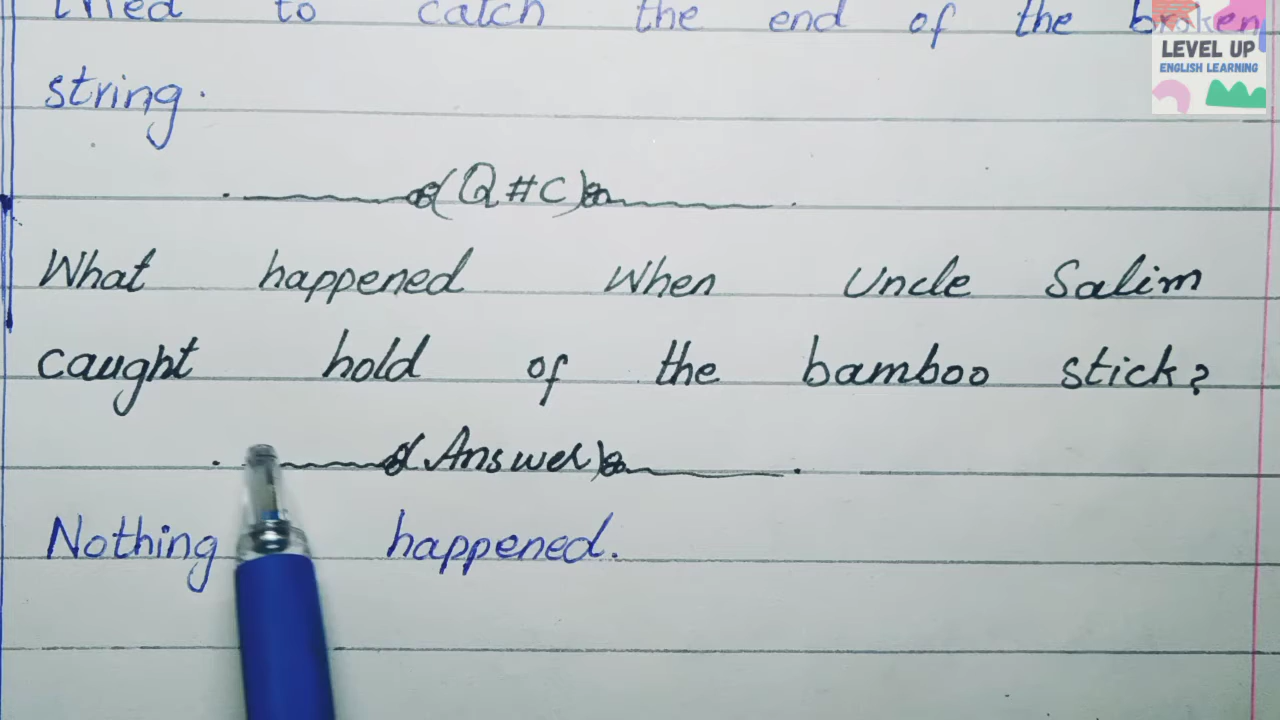 tried to catch the end of the broken
LEVEL UP
ENGLISH LEARNING
string.
(Q#C)
What happened when Uncle Salim
caught hold of the bamboo stick?
(Answer)
Nothing happened.